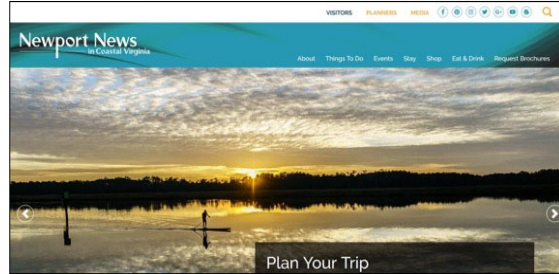 VISITORS PLANNERS MEDIA
Newport News
in Coastal Virginia
About Things To Do Events Stay Shop Eat & Drink Request Brochures
Plan Your Trip